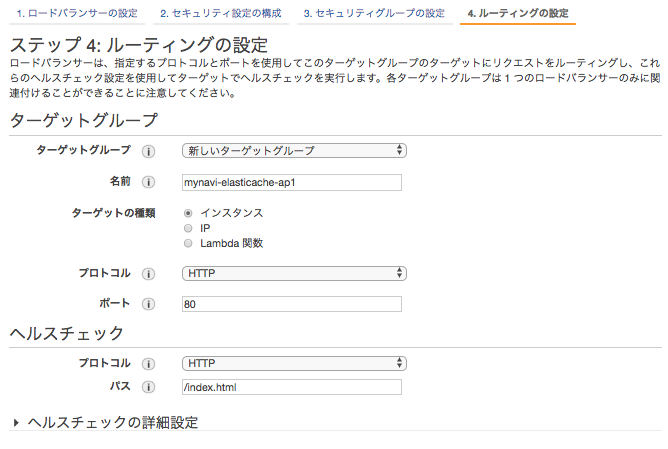 1. ロードバランサーの設定 2. セキュリティ設定の構成 3. セキュリティグループの設定 4. ルーティングの設定
ステップ 4: ルーティングの設定
ロードバランサーは、指定するプロトコルとポートを使用してこのターゲットグループのターゲットにリクエストをルーティングし、これ
らのヘルスチェック設定を使用してターゲットでヘルスチェックを実行します。各ターゲットグループは 1 つのロードバランサーのみに関
連付けることができることに注意してください。
ターゲットグループ
ターゲットグループ i 新しいターゲットグループ
名前 i mynavi-elasticache-ap1
ターゲットの種類 インスタンス
IP
Lambda 関数
プロトコル i HTTP
ポート i 80
ヘルスチェック
プロトコル i HTTP
パス i /index.html
ヘルスチェックの詳細設定